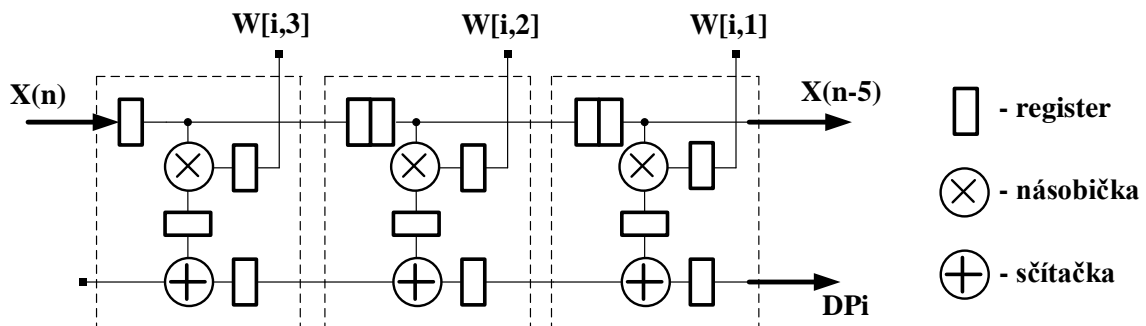 W[i,3] W[i,2] W[i,1]
X(n) X(n-5)
- register
- násobička
- sčítačka
DPi